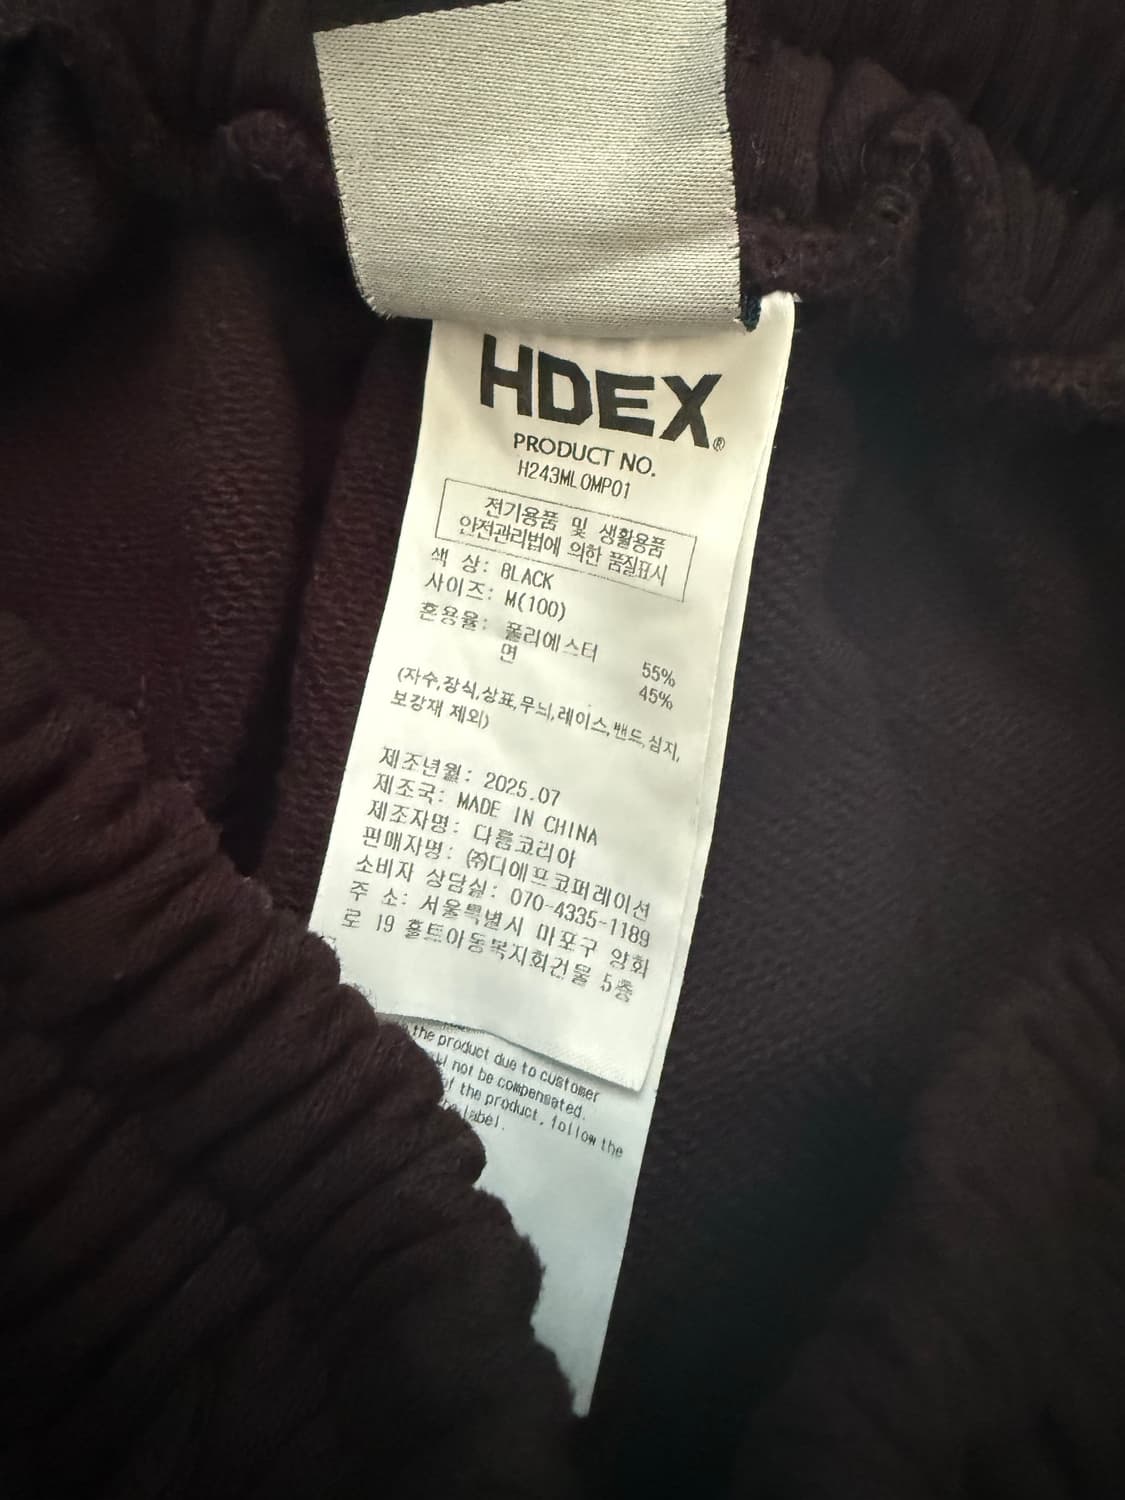 HDEX®
PRODUCT NO.
H243ML0MP01
전기용품 및 생활용품
안전관리법에 의한 품질표시
색 상: BLACK
사이즈: M(100)
혼용율: 폴리에스터 55%
면 45%
(자수,장식,상표,무늬,레이스,밴드,심지,
보강재 제외)
제조년월: 2025.07
제조국: MADE IN CHINA
제조자명: 다흠코리아
판매자명: ㈜디에프코퍼레이션
소비자 상담실: 070-4335-1189
주 소: 서울특별시 마포구 양화
로 19 홀트아동복지회건물 5층
the product due to customer
not be compensated.
of the product, follow the
label.